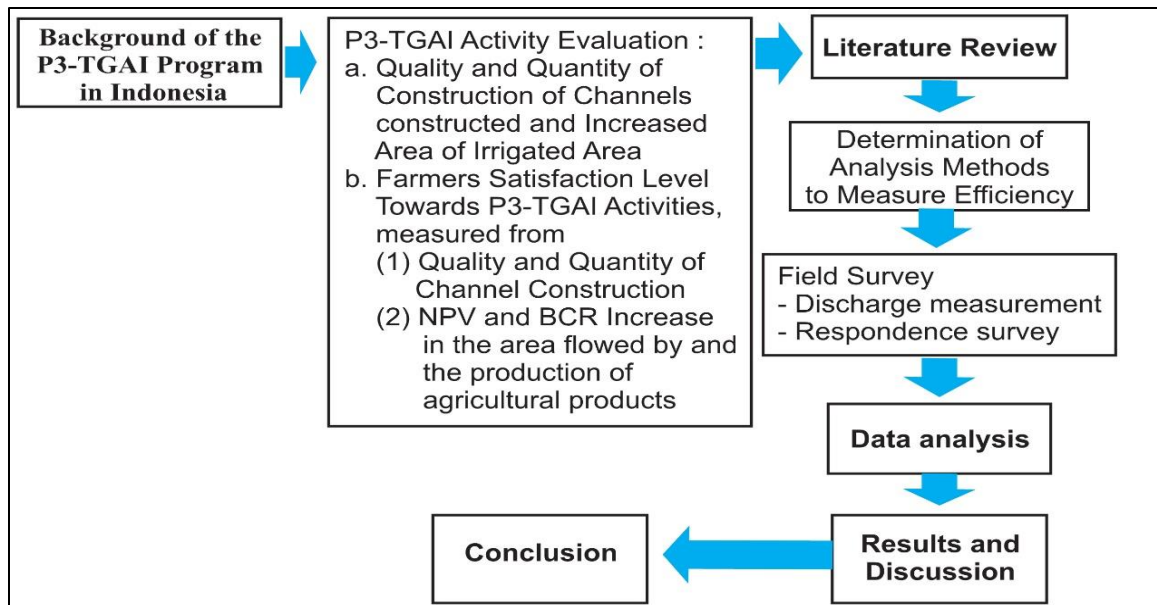 Background of the
P3-TGAI Program
in Indonesia
P3-TGAI Activity Evaluation :
a. Quality and Quantity of
Construction of Channels
constructed and Increased
Area of Irrigated Area
b. Farmers Satisfaction Level
Towards P3-TGAI Activities,
measured from
(1) Quality and Quantity of
Channel Construction
(2) NPV and BCR Increase
in the area flowed by and
the production of
agricultural products
Literature Review
Determination of
Analysis Methods
to Measure Efficiency
Field Survey
- Discharge measurement
- Respondence survey
Data analysis
Results and
Discussion
Conclusion